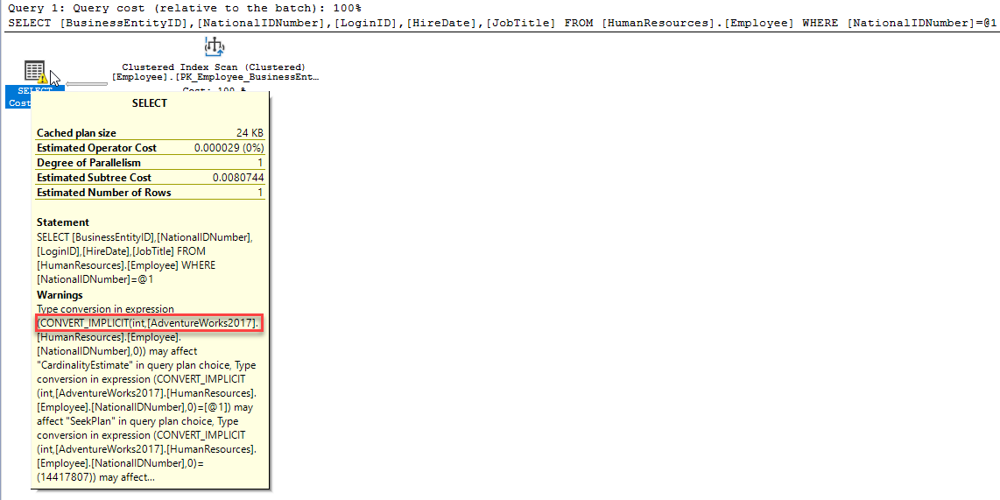 Query 1: Query cost (relative to the batch): 100%
SELECT [BusinessEntityID],[NationalIDNumber],[LoginID],[HireDate],[JobTitle] FROM [HumanResources].[Employee] WHERE [NationalIDNumber]=@1
Clustered Index Scan (Clustered)
[Employee].[PK_Employee_BusinessEnt…
Cost: 100 %
SELECT
Cost
SELECT
Cached plan size 24 KB
Estimated Operator Cost 0.000029 (0%)
Degree of Parallelism 1
Estimated Subtree Cost 0.0080744
Estimated Number of Rows 1
Statement
SELECT [BusinessEntityID],[NationalIDNumber],
[LoginID],[HireDate],[JobTitle] FROM
[HumanResources].[Employee] WHERE
[NationalIDNumber]=@1
Warnings
Type conversion in expression
(CONVERT_IMPLICIT(int,[AdventureWorks2017].
[HumanResources].[Employee].
[NationalIDNumber],0)) may affect
"CardinalityEstimate" in query plan choice, Type
conversion in expression (CONVERT_IMPLICIT
(int,[AdventureWorks2017].[HumanResources].
[Employee].[NationalIDNumber],0)=[@1]) may
affect "SeekPlan" in query plan choice, Type
conversion in expression (CONVERT_IMPLICIT
(int,[AdventureWorks2017].[HumanResources].
[Employee].[NationalIDNumber],0)=
(14417807)) may affect...